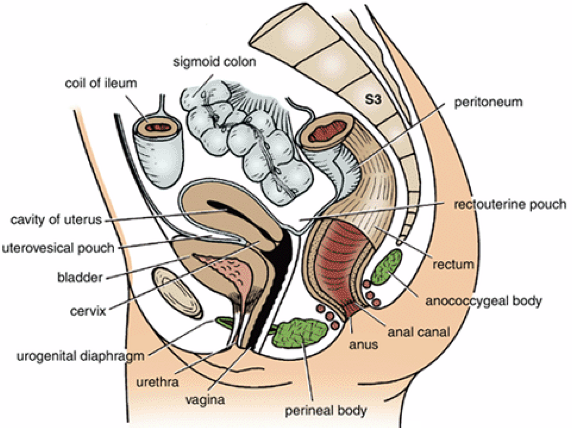 sigmoid colon
coil of ileum
S3
peritoneum
cavity of uterus
rectouterine pouch
uterovesical pouch
rectum
bladder
anococcygeal body
cervix
anal canal
anus
urogenital diaphragm
urethra
vagina
perineal body